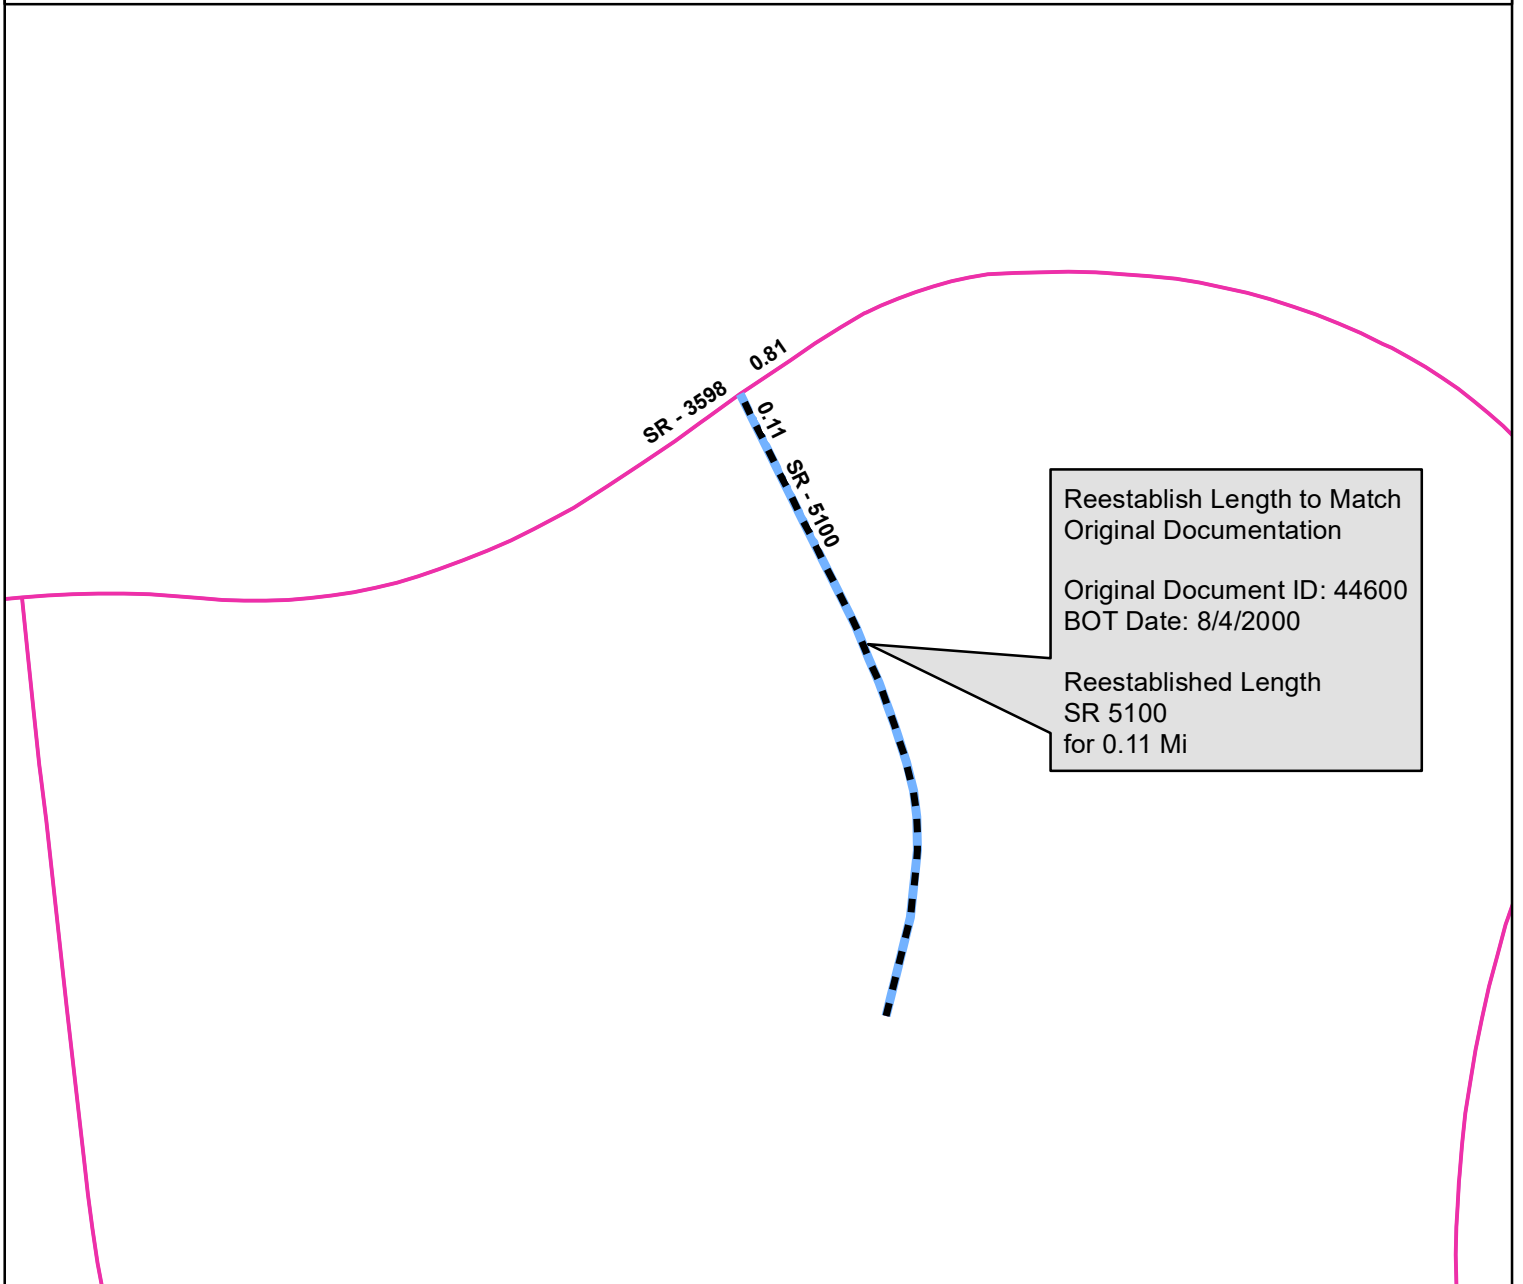 0.81
SR - 3598
0.11
SR - 5100
Reestablish Length to Match
Original Documentation
Original Document ID: 44600
BOT Date: 8/4/2000
Reestablished Length
SR 5100
for 0.11 Mi